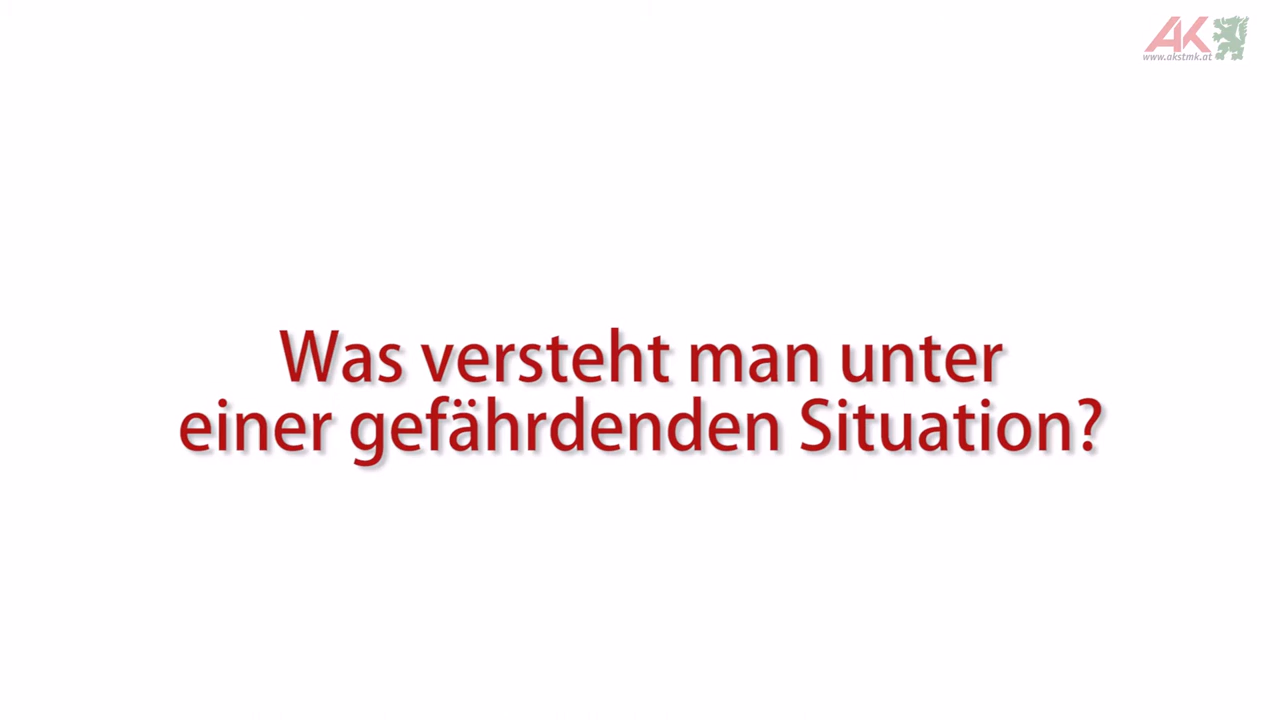 AK
www.akstmk.at
Was versteht man unter
einer gefährdenden Situation?